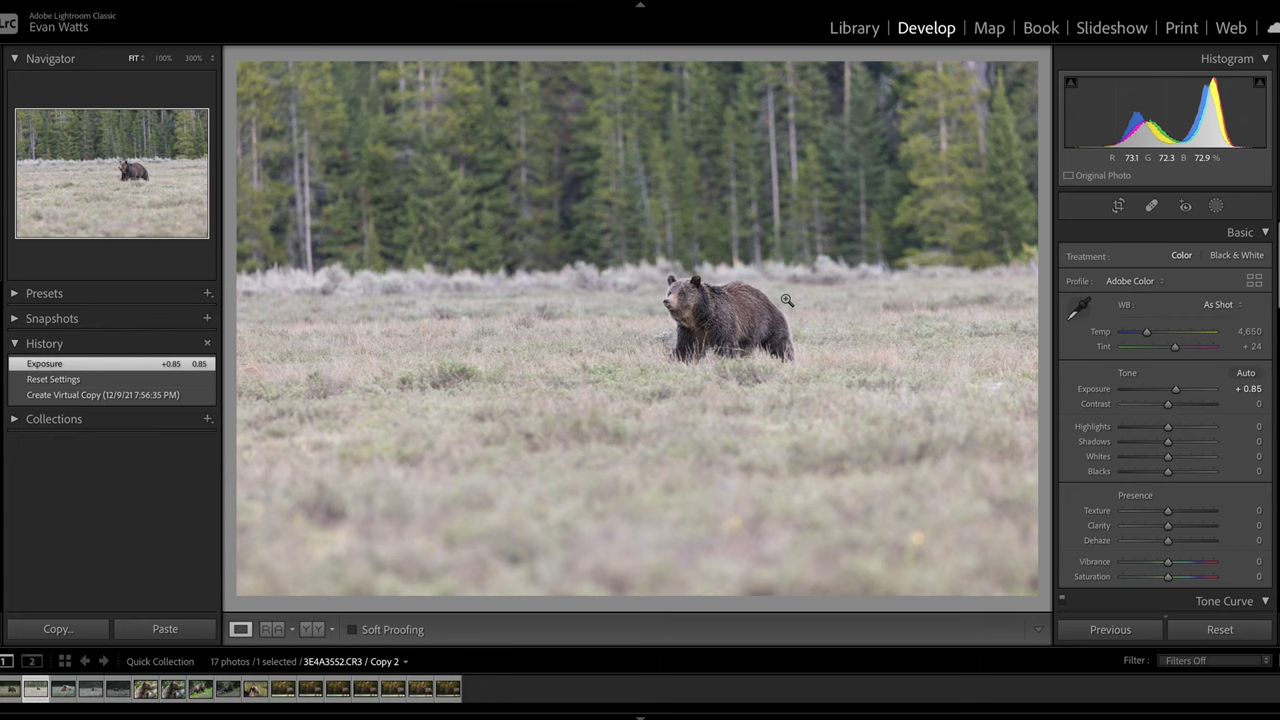 LrC
Adobe Lightroom Classic
Evan Watts
Library | Develop | Map | Book | Slideshow | Print | Web
Navigator FIT 100% 300%
Presets
Snapshots
History
Exposure +0.85 0.85
Reset Settings
Create Virtual Copy (12/9/21 7:56:35 PM)
Collections
Copy... Paste
Histogram
R 73.1 G 72.3 B 72.9 %
Original Photo
Basic
Treatment: Color Black & White
Profile: Adobe Color
WB: As Shot
Temp 4,650
Tint + 24
Tone Auto
Exposure + 0.85
Contrast 0
Highlights 0
Shadows 0
Whites 0
Blacks 0
Presence
Texture 0
Clarity 0
Dehaze 0
Vibrance 0
Saturation 0
Tone Curve
Previous Reset
RA YY Soft Proofing
1 2 Quick Collection 17 photos / 1 selected / 3E4A3552.CR3 / Copy 2
Filter : Filters Off